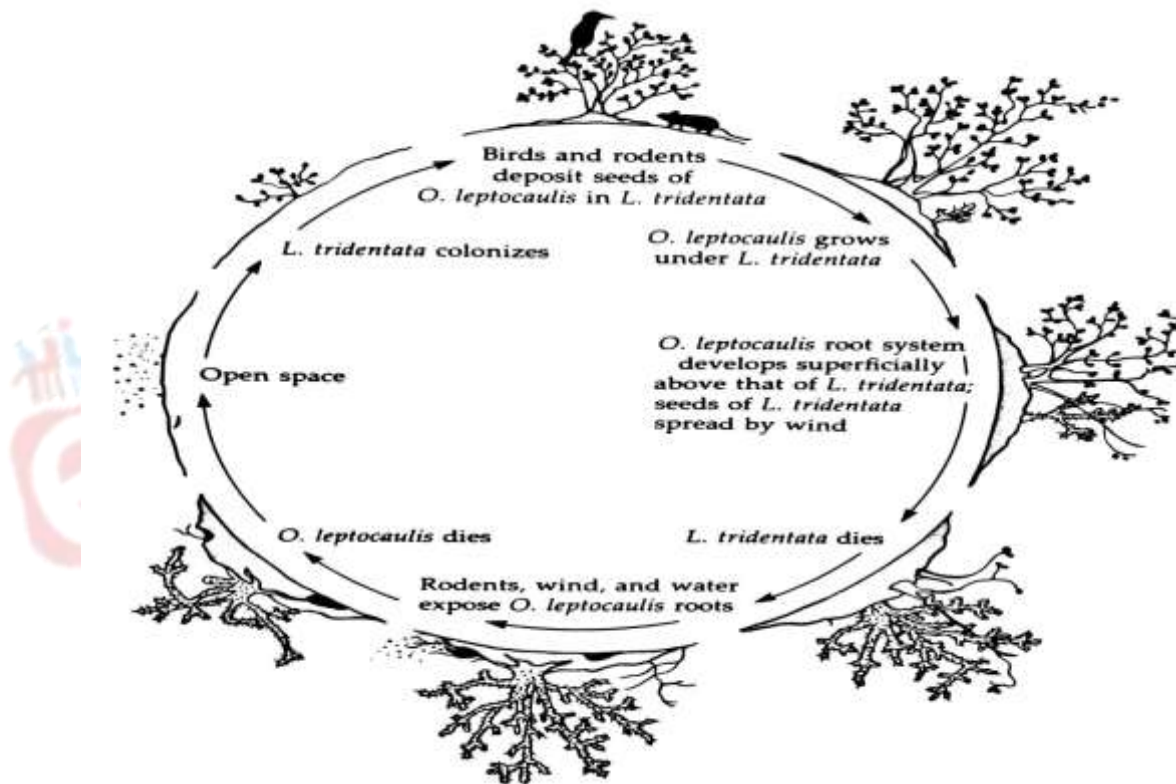 Birds and rodents
deposit seeds of
O. leptocaulis in L. tridentata
O. leptocaulis grows
under L. tridentata
O. leptocaulis root system
develops superficially
above that of L. tridentata;
seeds of L. tridentata
spread by wind
L. tridentata dies
Rodents, wind, and water
expose O. leptocaulis roots
O. leptocaulis dies
Open space
L. tridentata colonizes